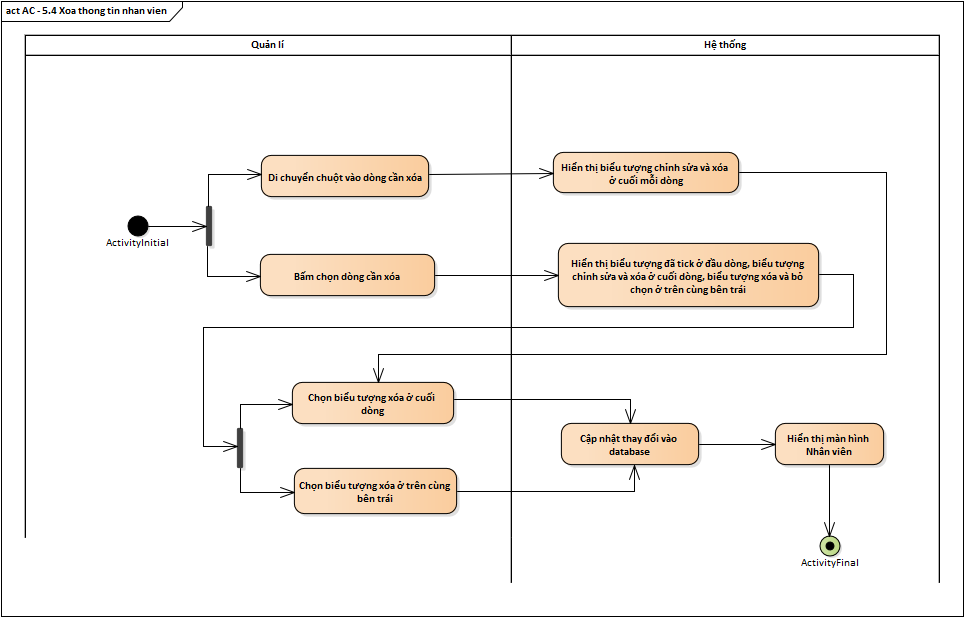 act AC - 5.4 Xoa thong tin nhan vien
Quản lí
Hệ thống
Di chuyển chuột vào dòng cần xóa
Hiển thị biểu tượng chỉnh sửa và xóa
ở cuối mỗi dòng
ActivityInitial
Bấm chọn dòng cần xóa
Hiển thị biểu tượng đã tick ở đầu dòng, biểu tượng
chỉnh sửa và xóa ở cuối dòng, biểu tượng xóa và bỏ
chọn ở trên cùng bên trái
Chọn biểu tượng xóa ở cuối
dòng
Cập nhật thay đổi vào
database
Hiển thị màn hình
Nhân viên
Chọn biểu tượng xóa ở trên cùng
bên trái
ActivityFinal